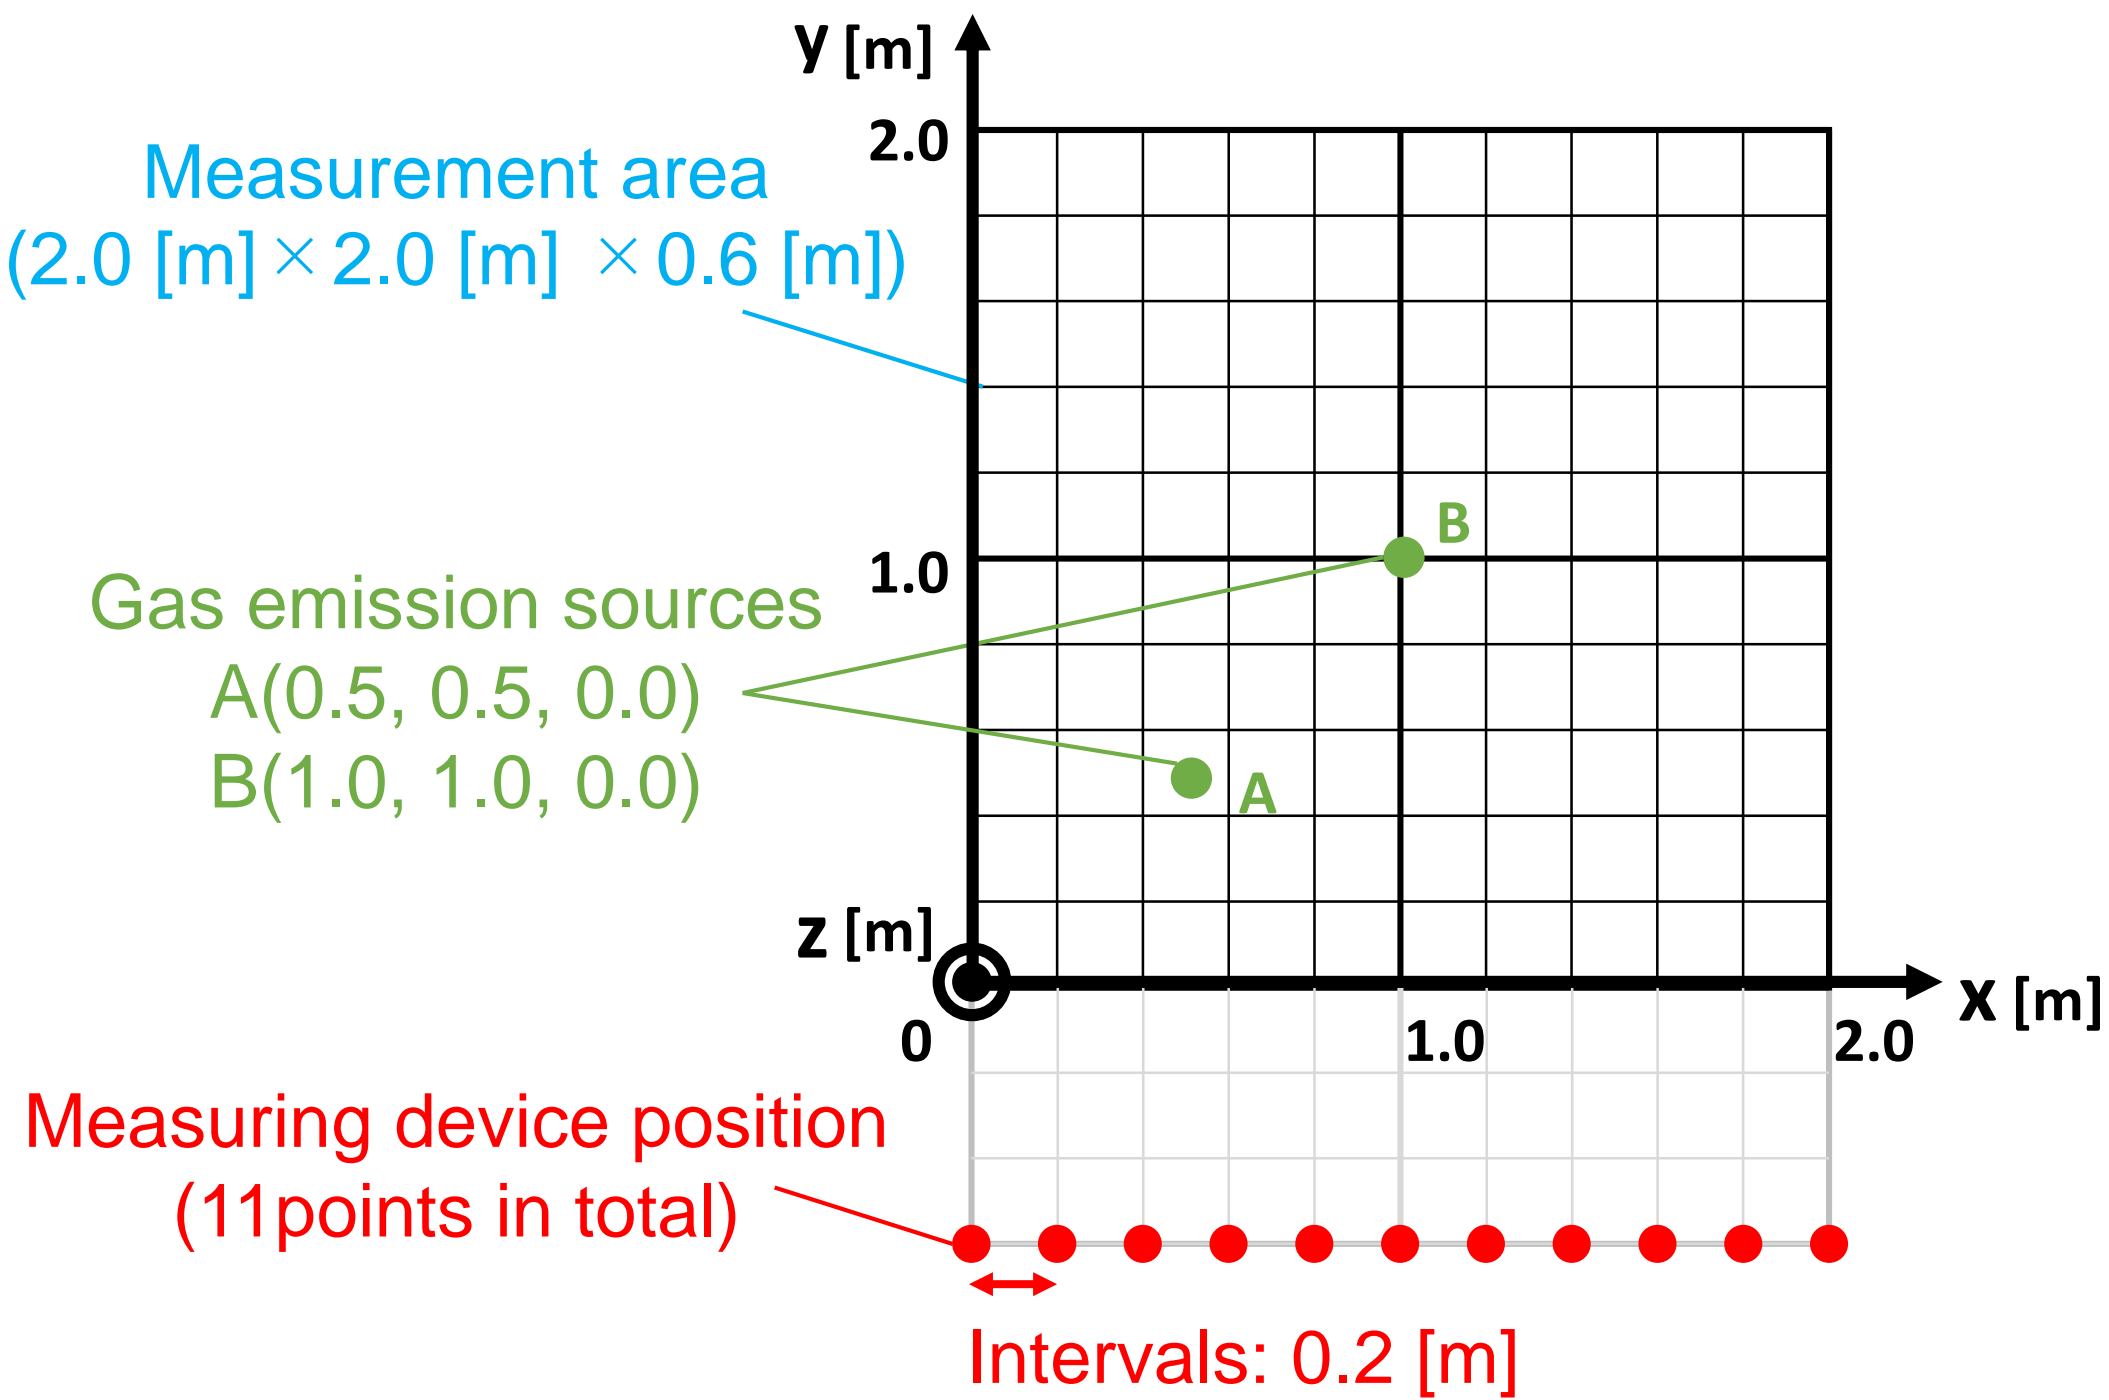 y [m]
2.0
Measurement area
(2.0 [m]×2.0 [m] ×0.6 [m])
B
1.0
Gas emission sources
A(0.5, 0.5, 0.0)
B(1.0, 1.0, 0.0)
A
z [m]
x [m]
0
1.0
2.0
Measuring device position
(11points in total)
Intervals: 0.2 [m]